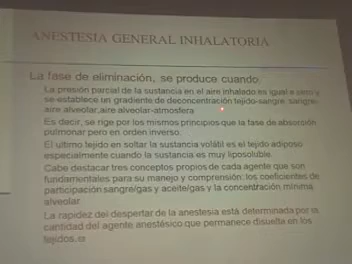 ANESTESIA GENERAL INHALATORIA
La fase de eliminación, se produce cuando:
La presión parcial de la sustancia en el aire inhalado es igual a cero y
se establece un gradiente de deconcentración tejido-sangre, sangre-
aire alveolar,aire alveolar-atmosfera
Es decir, se rige por los mismos principios que la fase de absorción
pulmonar pero en orden inverso.
El ultimo tejido en soltar la sustancia volátil es el tejido adiposo
especialmente cuando la sustancia es muy liposoluble.
Cabe destacar tres conceptos propios de cada agente que son
fundamentales para su manejo y comprensión: los coeficientes de
participación sangre/gas y aceite/gas y la concentración mínima
alveolar
La rapidez del despertar de la anestesia está determinada por la
cantidad del agente anestésico que permanece disuelta en los
tejidos.